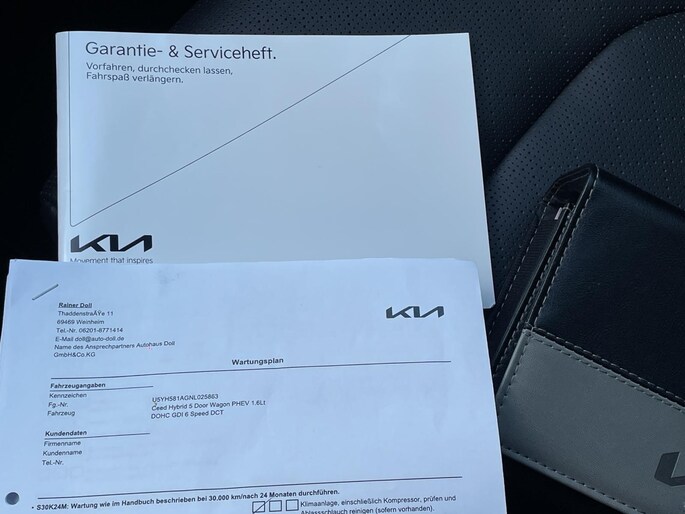 Garantie- & Serviceheft.
Vorfahren, durchchecken lassen,
Fahrspaß verlängern.
KIA
Movement that inspires
KIA
Rainer Doll
ThaddenstraÃŸe 11
69469 Weinheim
Tel.-Nr. 06201-8771414
E-Mail doll@auto-doll.de
Name des Ansprechpartners Autohaus Doll
GmbH&Co.KG
Wartungsplan
Fahrzeugangaben
Kennzeichen
Fg.-Nr. U5YH581AGNL025863
Fahrzeug Ceed Hybrid 5 Door Wagon PHEV 1.6Lt
DOHC GDI 6 Speed DCT
Kundendaten
Firmenname
Kundenname
Tel.-Nr.
• S30K24M: Wartung wie im Handbuch beschrieben bei 30.000 km/nach 24 Monaten durchführen.
Klimaanlage, einschließlich Kompressor, prüfen und
Ablassschlauch reinigen (sofern vorhanden).